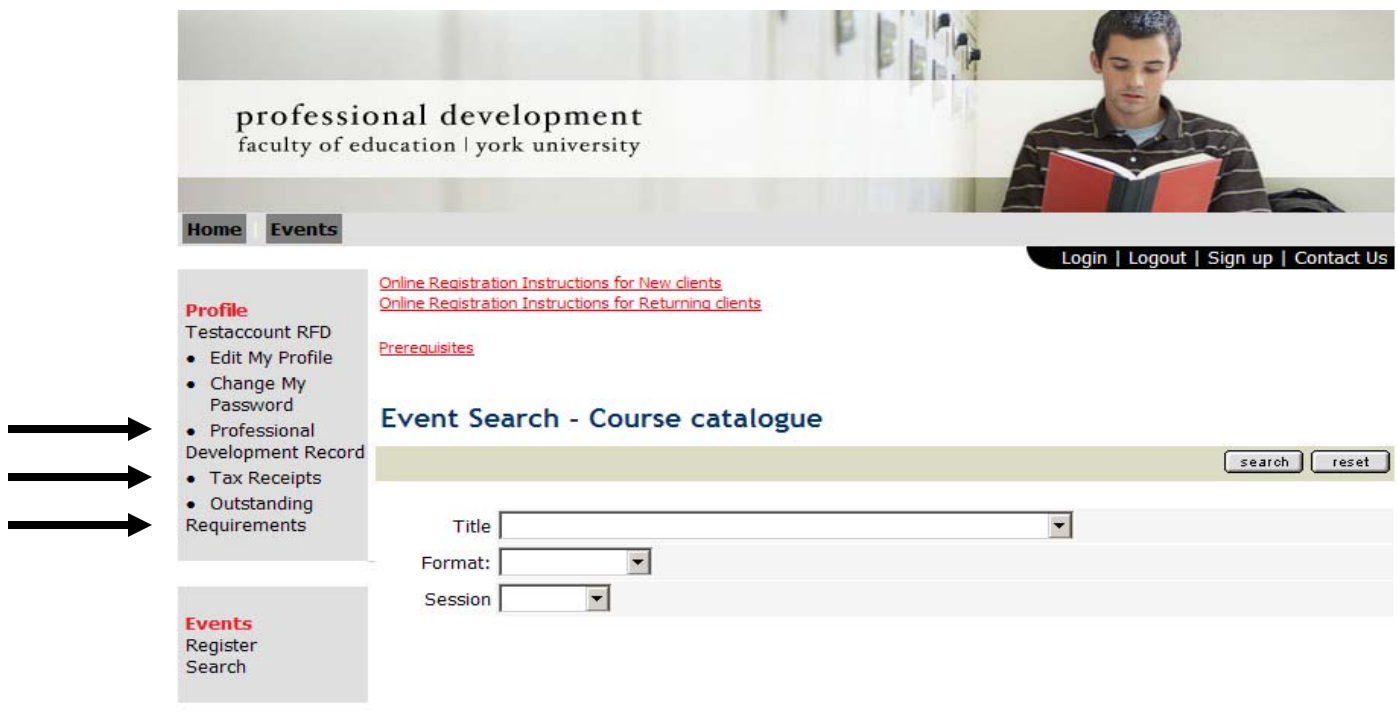 professional development
faculty of education | york university
Home Events
Login | Logout | Sign up | Contact Us
Profile
Testaccount RFD
• Edit My Profile
• Change My
Password
• Professional
Development Record
• Tax Receipts
• Outstanding
Requirements
Events
Register
Search
Online Registration Instructions for New clients
Online Registration Instructions for Returning clients
Prerequisites
Event Search - Course catalogue
search reset
Title
Format:
Session